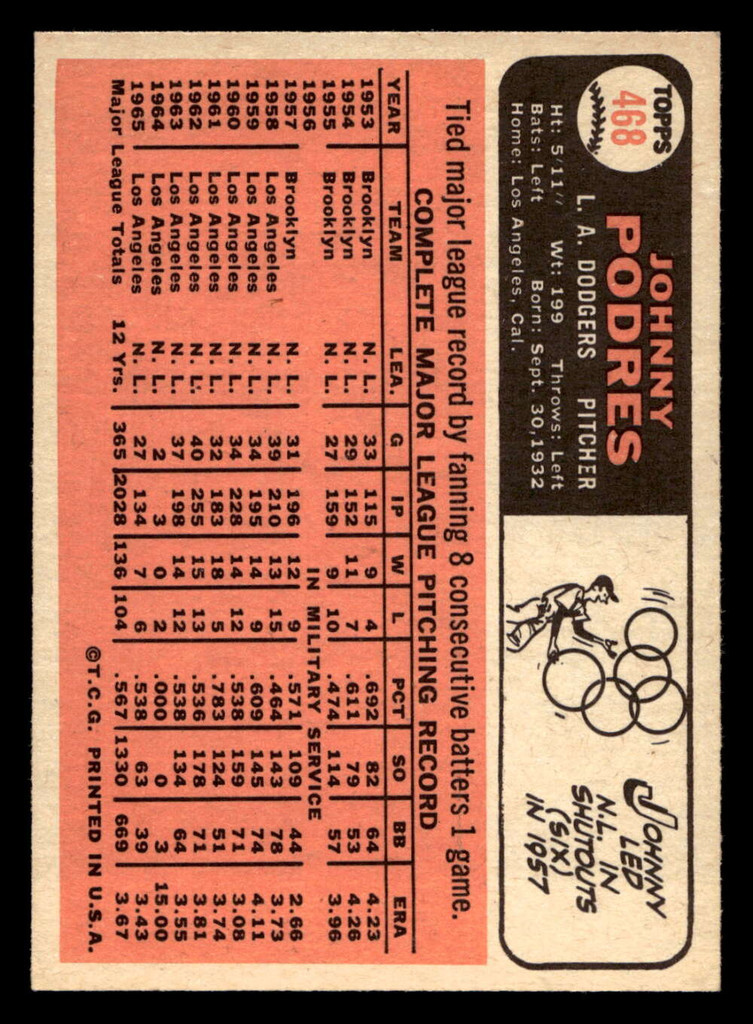 TOPPS
468
JOHNNY
PODRES
L. A. DODGERS PITCHER
Ht: 5'11" Wt: 199 Throws: Left
Bats: Left Born: Sept. 30, 1932
Home: Los Angeles, Cal.
JOHNNY
LED
N.L. IN
SHUTOUTS
(SIX)
IN 1957
Tied major league record by fanning 8 consecutive batters 1 game.
COMPLETE MAJOR LEAGUE PITCHING RECORD
YEAR TEAM LEA. G IP W L PCT SO BB ERA
1953 Brooklyn N. L. 33 115 9 4 .692 82 64 4.23
1954 Brooklyn N. L. 29 152 11 7 .611 79 53 4.26
1955 Brooklyn N. L. 27 159 9 10 .474 114 57 3.96
1956 IN MILITARY SERVICE
1957 Brooklyn N. L. 31 196 12 9 .571 109 44 2.66
1958 Los Angeles N. L. 39 210 13 15 .464 143 78 3.73
1959 Los Angeles N. L. 34 195 14 9 .609 145 74 4.11
1960 Los Angeles N. L. 34 228 14 12 .538 159 71 3.08
1961 Los Angeles N. L. 32 183 18 5 .783 124 51 3.74
1962 Los Angeles N. L. 40 255 15 13 .536 178 71 3.81
1963 Los Angeles N. L. 37 198 14 12 .538 134 64 3.55
1964 Los Angeles N. L. 2 3 0 2 .000 0 3 15.00
1965 Los Angeles N. L. 27 134 7 6 .538 63 39 3.43
Major League Totals 12 Yrs. 365 2028 136 104 .567 1330 669 3.67
©T.C.G. PRINTED IN U.S.A.